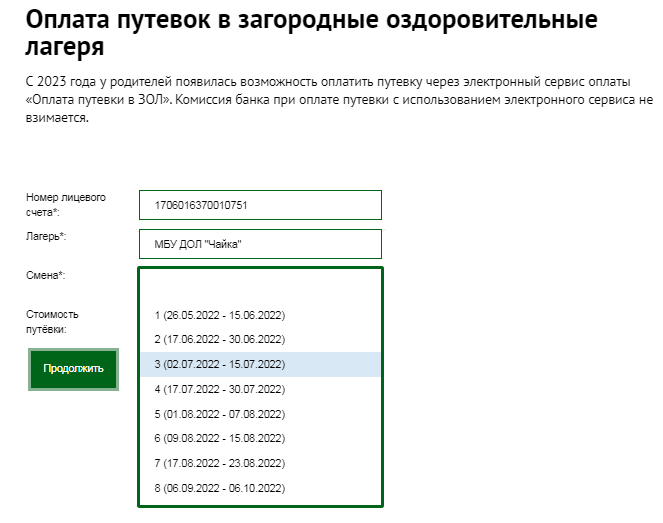 Оплата путевок в загородные оздоровительные
лагеря
С 2023 года у родителей появилась возможность оплатить путевку через электронный сервис оплаты
«Оплата путевки в ЗОЛ». Комиссия банка при оплате путевки с использованием электронного сервиса не
взимается.
Номер лицевого
счета*:
1706016370010751
Лагерь*:
МБУ ДОЛ "Чайка"
Смена*:
Стоимость
путёвки:
1 (26.05.2022 - 15.06.2022)
2 (17.06.2022 - 30.06.2022)
3 (02.07.2022 - 15.07.2022)
4 (17.07.2022 - 30.07.2022)
5 (01.08.2022 - 07.08.2022)
6 (09.08.2022 - 15.08.2022)
7 (17.08.2022 - 23.08.2022)
8 (06.09.2022 - 06.10.2022)
Продолжить